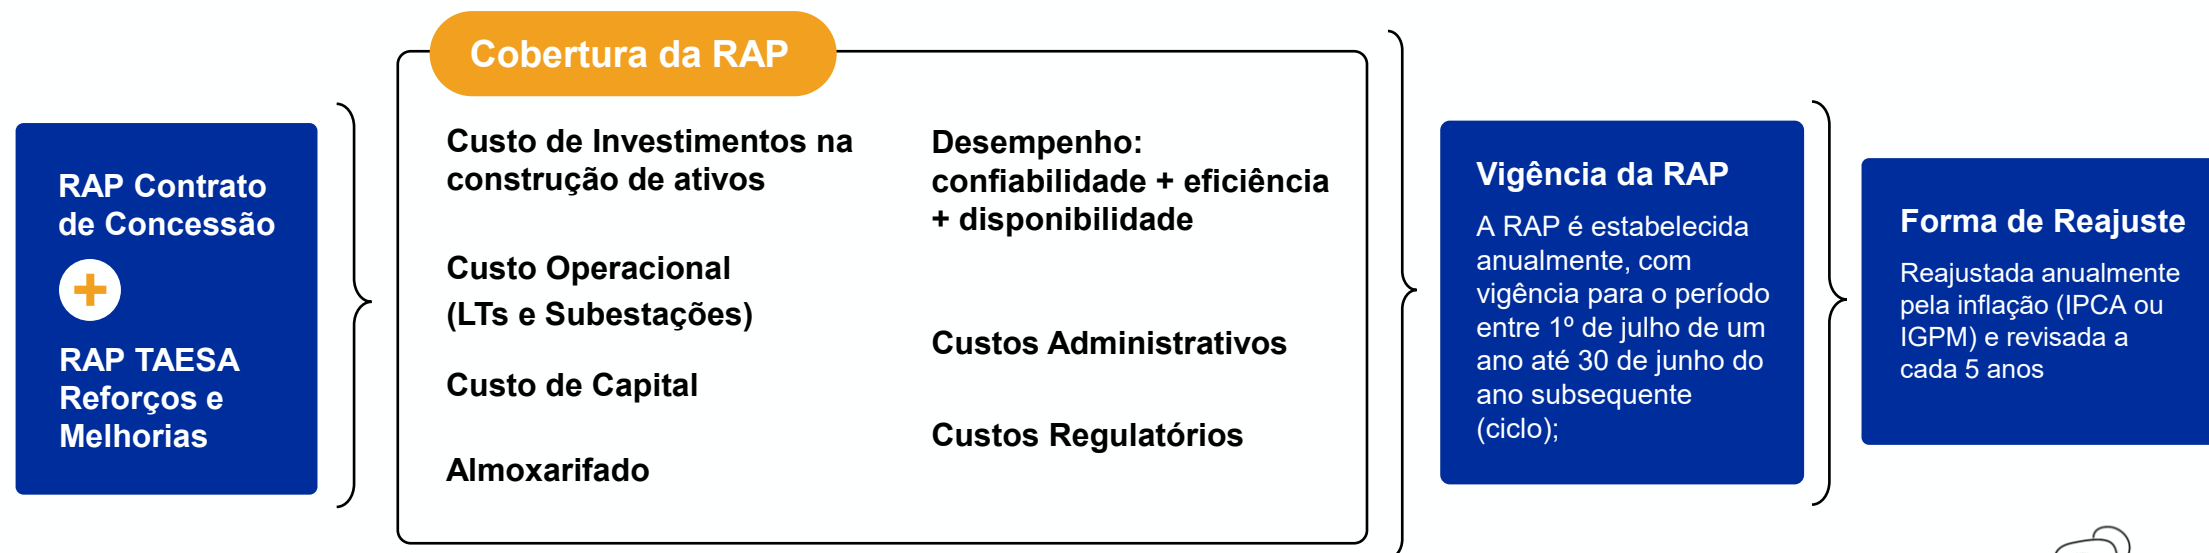 RAP Contrato
de Concessão
+
RAP TAESA
Reforços e
Melhorias
Cobertura da RAP
Custo de Investimentos na
construção de ativos
Custo Operacional
(LTs e Subestações)
Custo de Capital
Almoxarifado
Desempenho:
confiabilidade + eficiência
+ disponibilidade
Custos Administrativos
Custos Regulatórios
Vigência da RAP
A RAP é estabelecida
anualmente, com
vigência para o período
entre 1º de julho de um
ano até 30 de junho do
ano subsequente
(ciclo);
Forma de Reajuste
Reajustada anualmente
pela inflação (IPCA ou
IGPM) e revisada a
cada 5 anos